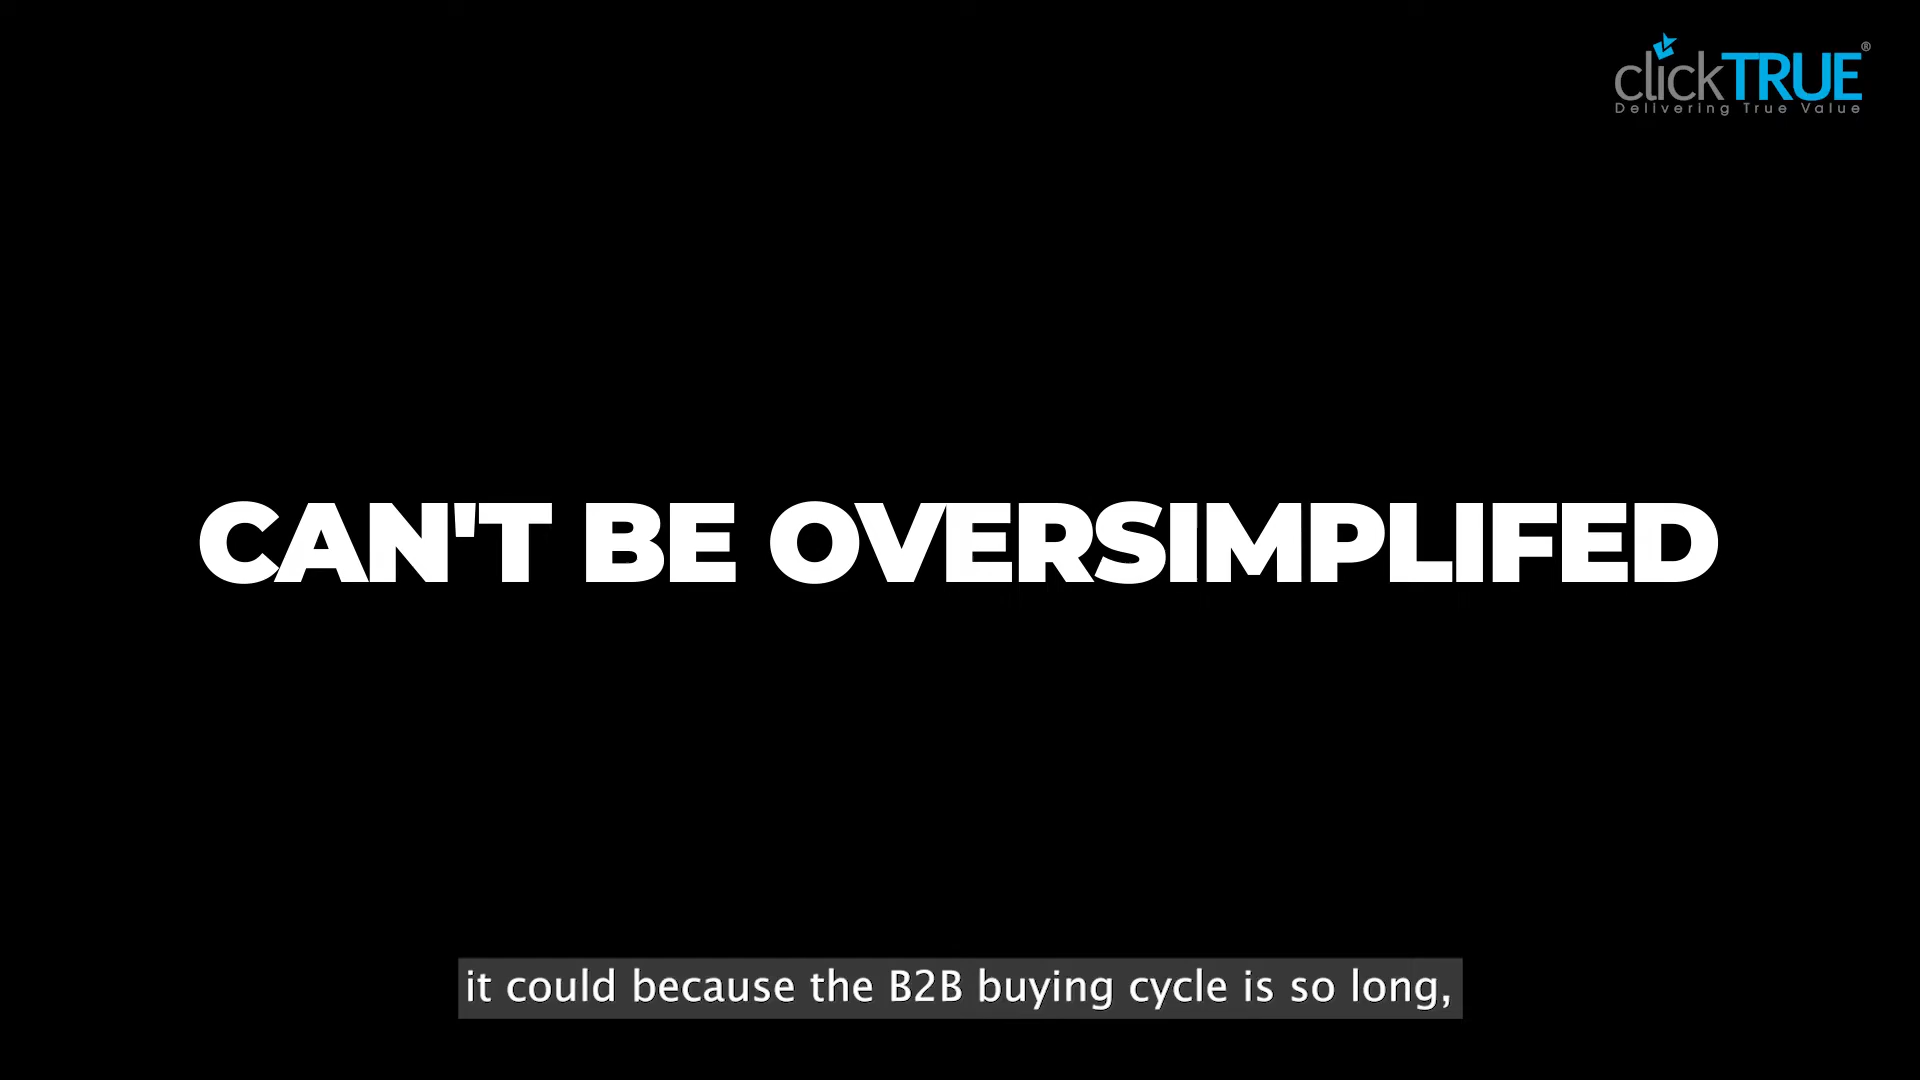 clickTRUE®
Delivering True Value
CAN'T BE OVERSIMPLIFED
it could because the B2B buying cycle is so long,